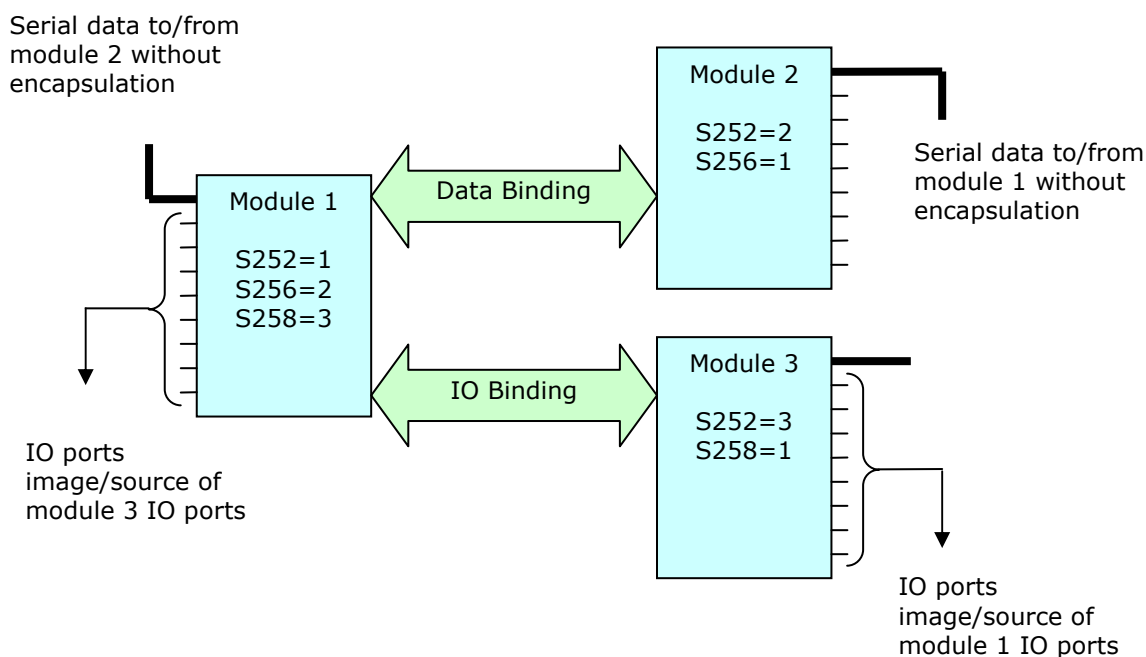 Serial data to/from
module 2 without
encapsulation
Module 2
S252=2
S256=1
Serial data to/from
module 1 without
encapsulation
Data Binding
Module 1
S252=1
S256=2
S258=3
IO Binding
Module 3
S252=3
S258=1
IO ports
image/source of
module 3 IO ports
IO ports
image/source of
module 1 IO ports